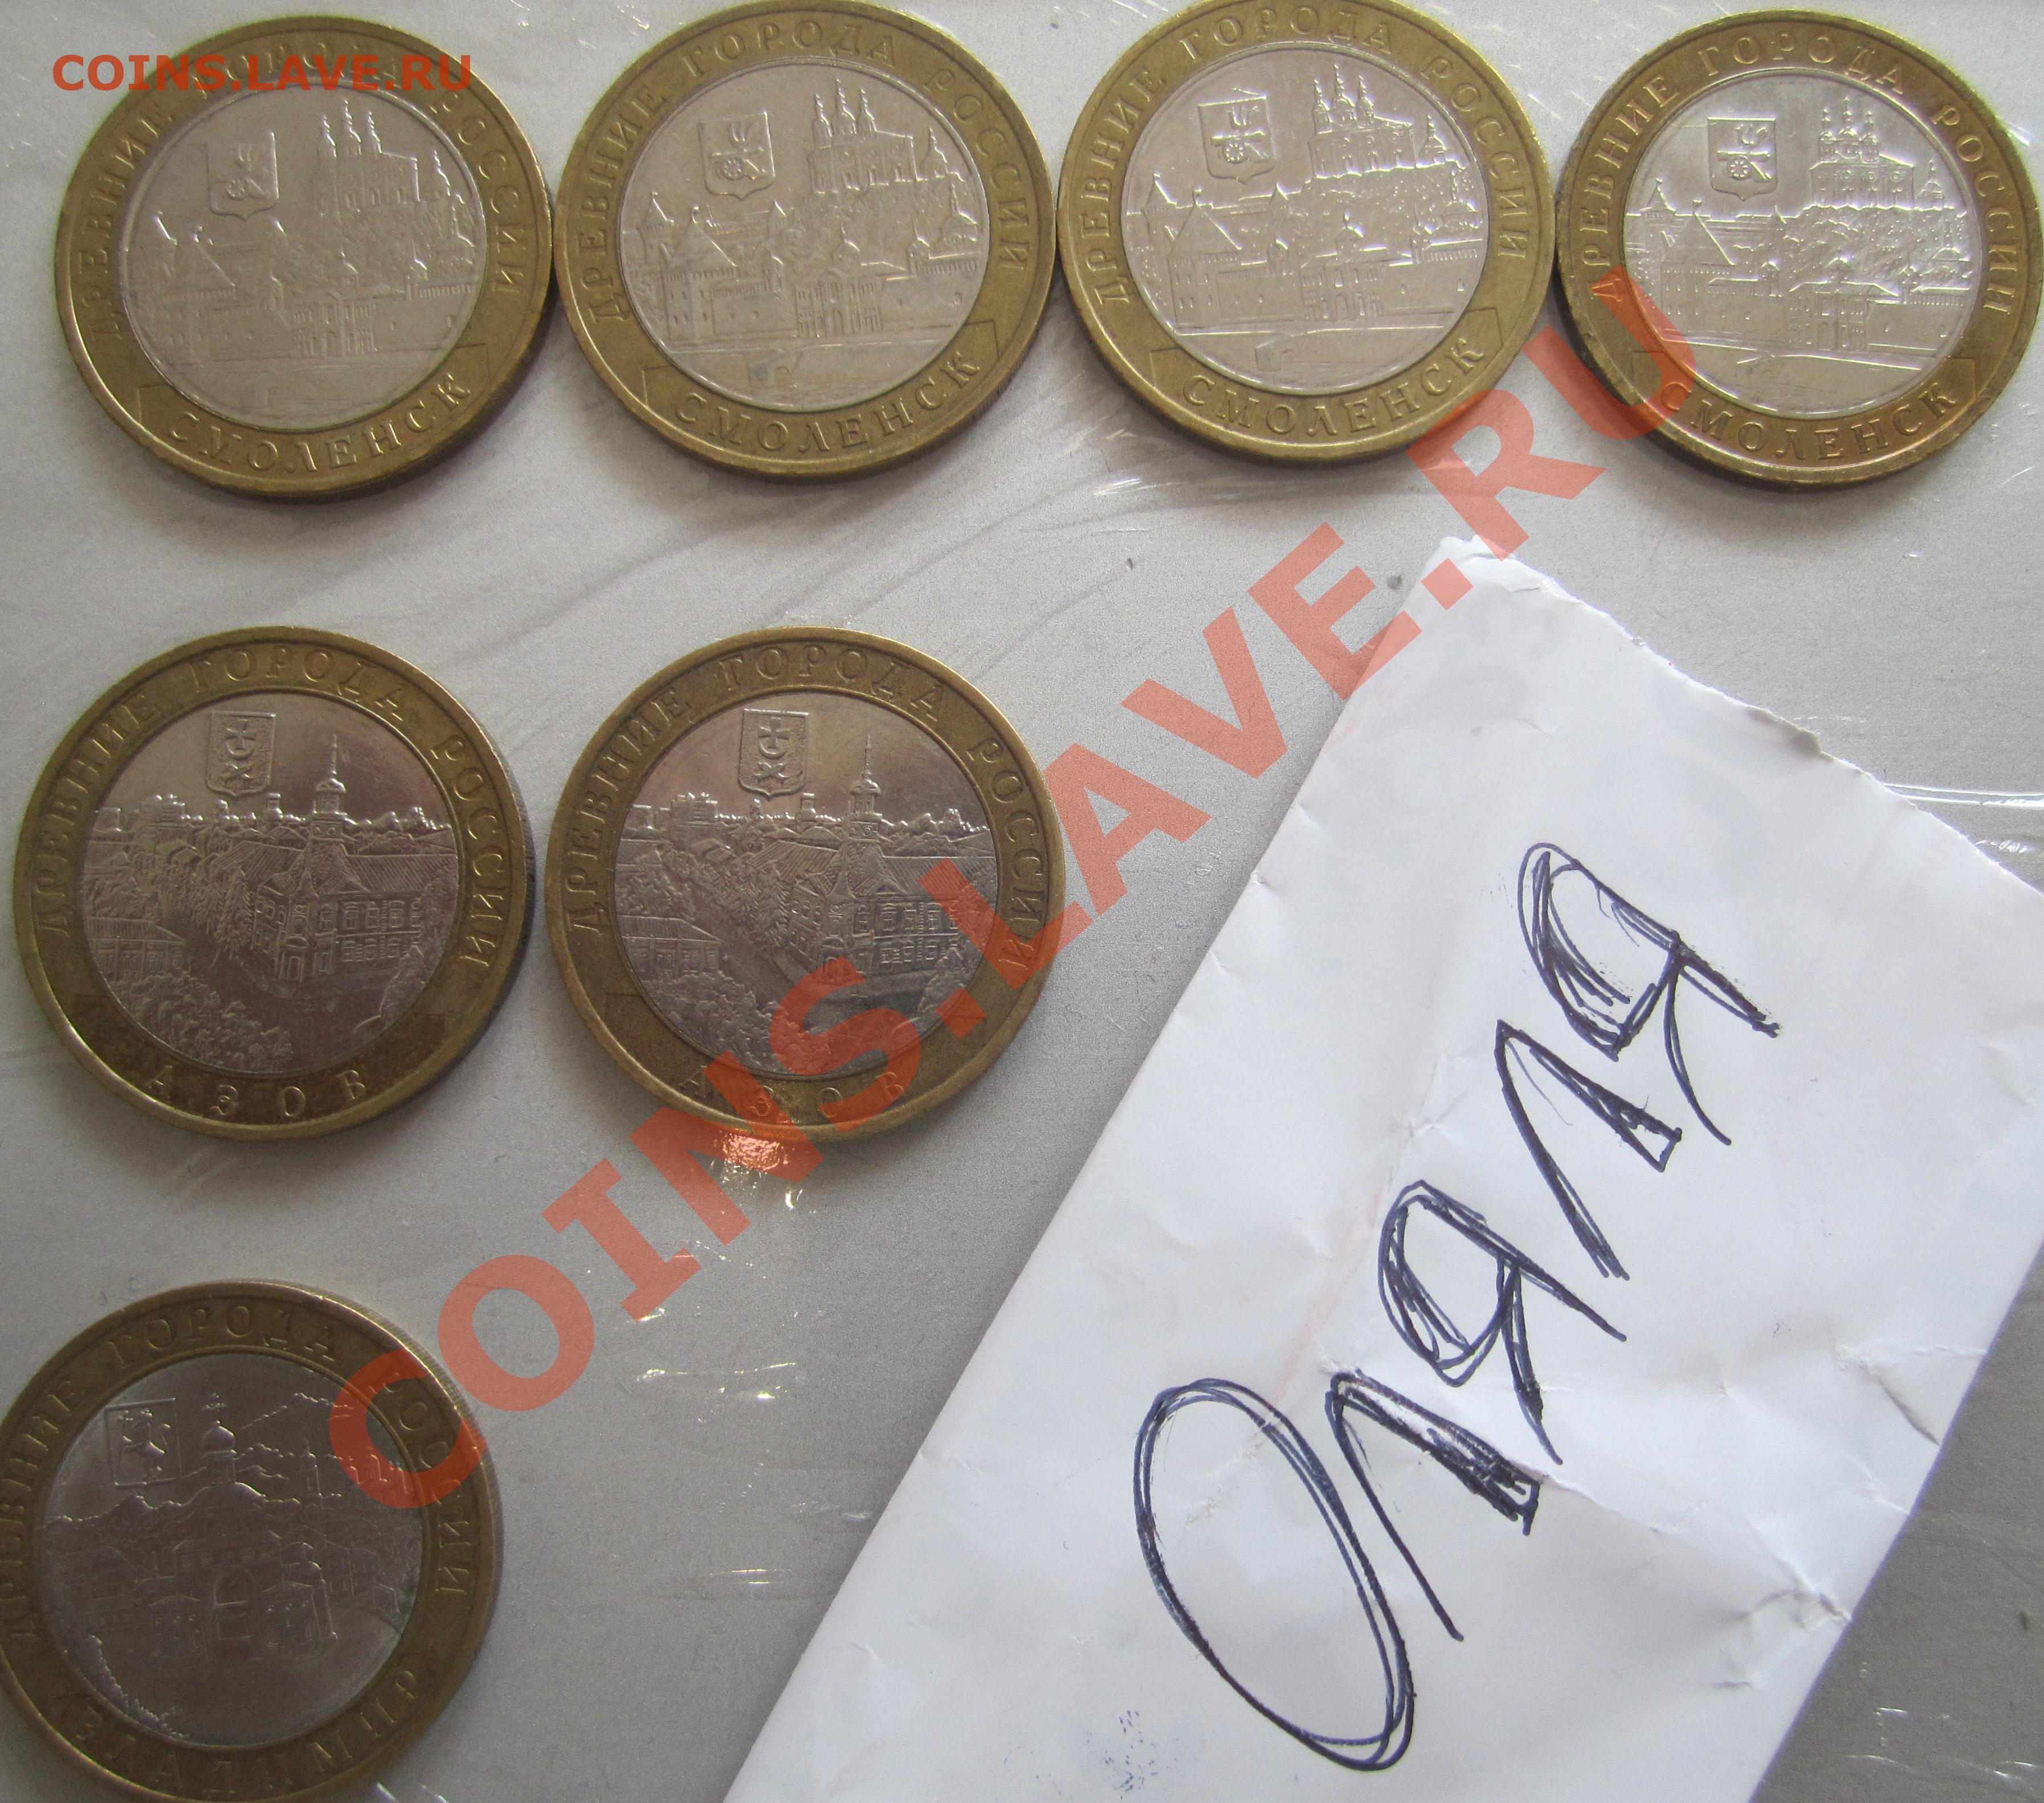 COINS.LAVE.RU
ДРЕВНИЕ ГОРОДА РОССИИ
СМОЛЕНСК
ДРЕВНИЕ ГОРОДА РОССИИ
СМОЛЕНСК
ДРЕВНИЕ ГОРОДА РОССИИ
СМОЛЕНСК
ДРЕВНИЕ ГОРОДА РОССИИ
СМОЛЕНСК
ДРЕВНИЕ ГОРОДА РОССИИ
АЗОВ
ДРЕВНИЕ ГОРОДА РОССИИ
АЗОВ
COINS.LAVE.RU
ОЛЯЛЯ
ДРЕВНИЕ ГОРОДА РОССИИ
ВЛАДИМИР